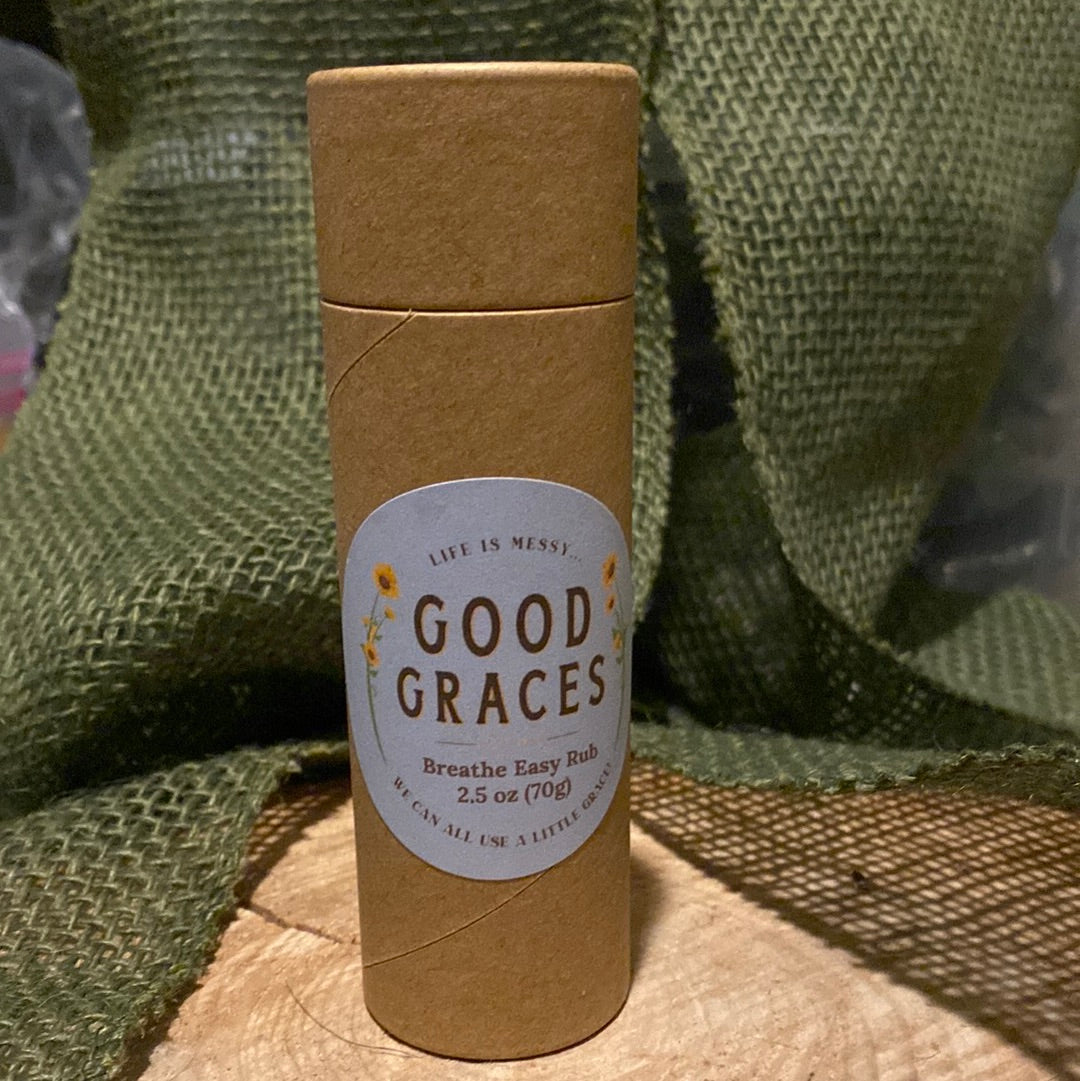 LIFE IS MESSY...
GOOD
GRACES
Breathe Easy Rub
2.5 oz (70g)
WE CAN ALL USE A LITTLE GRACE!